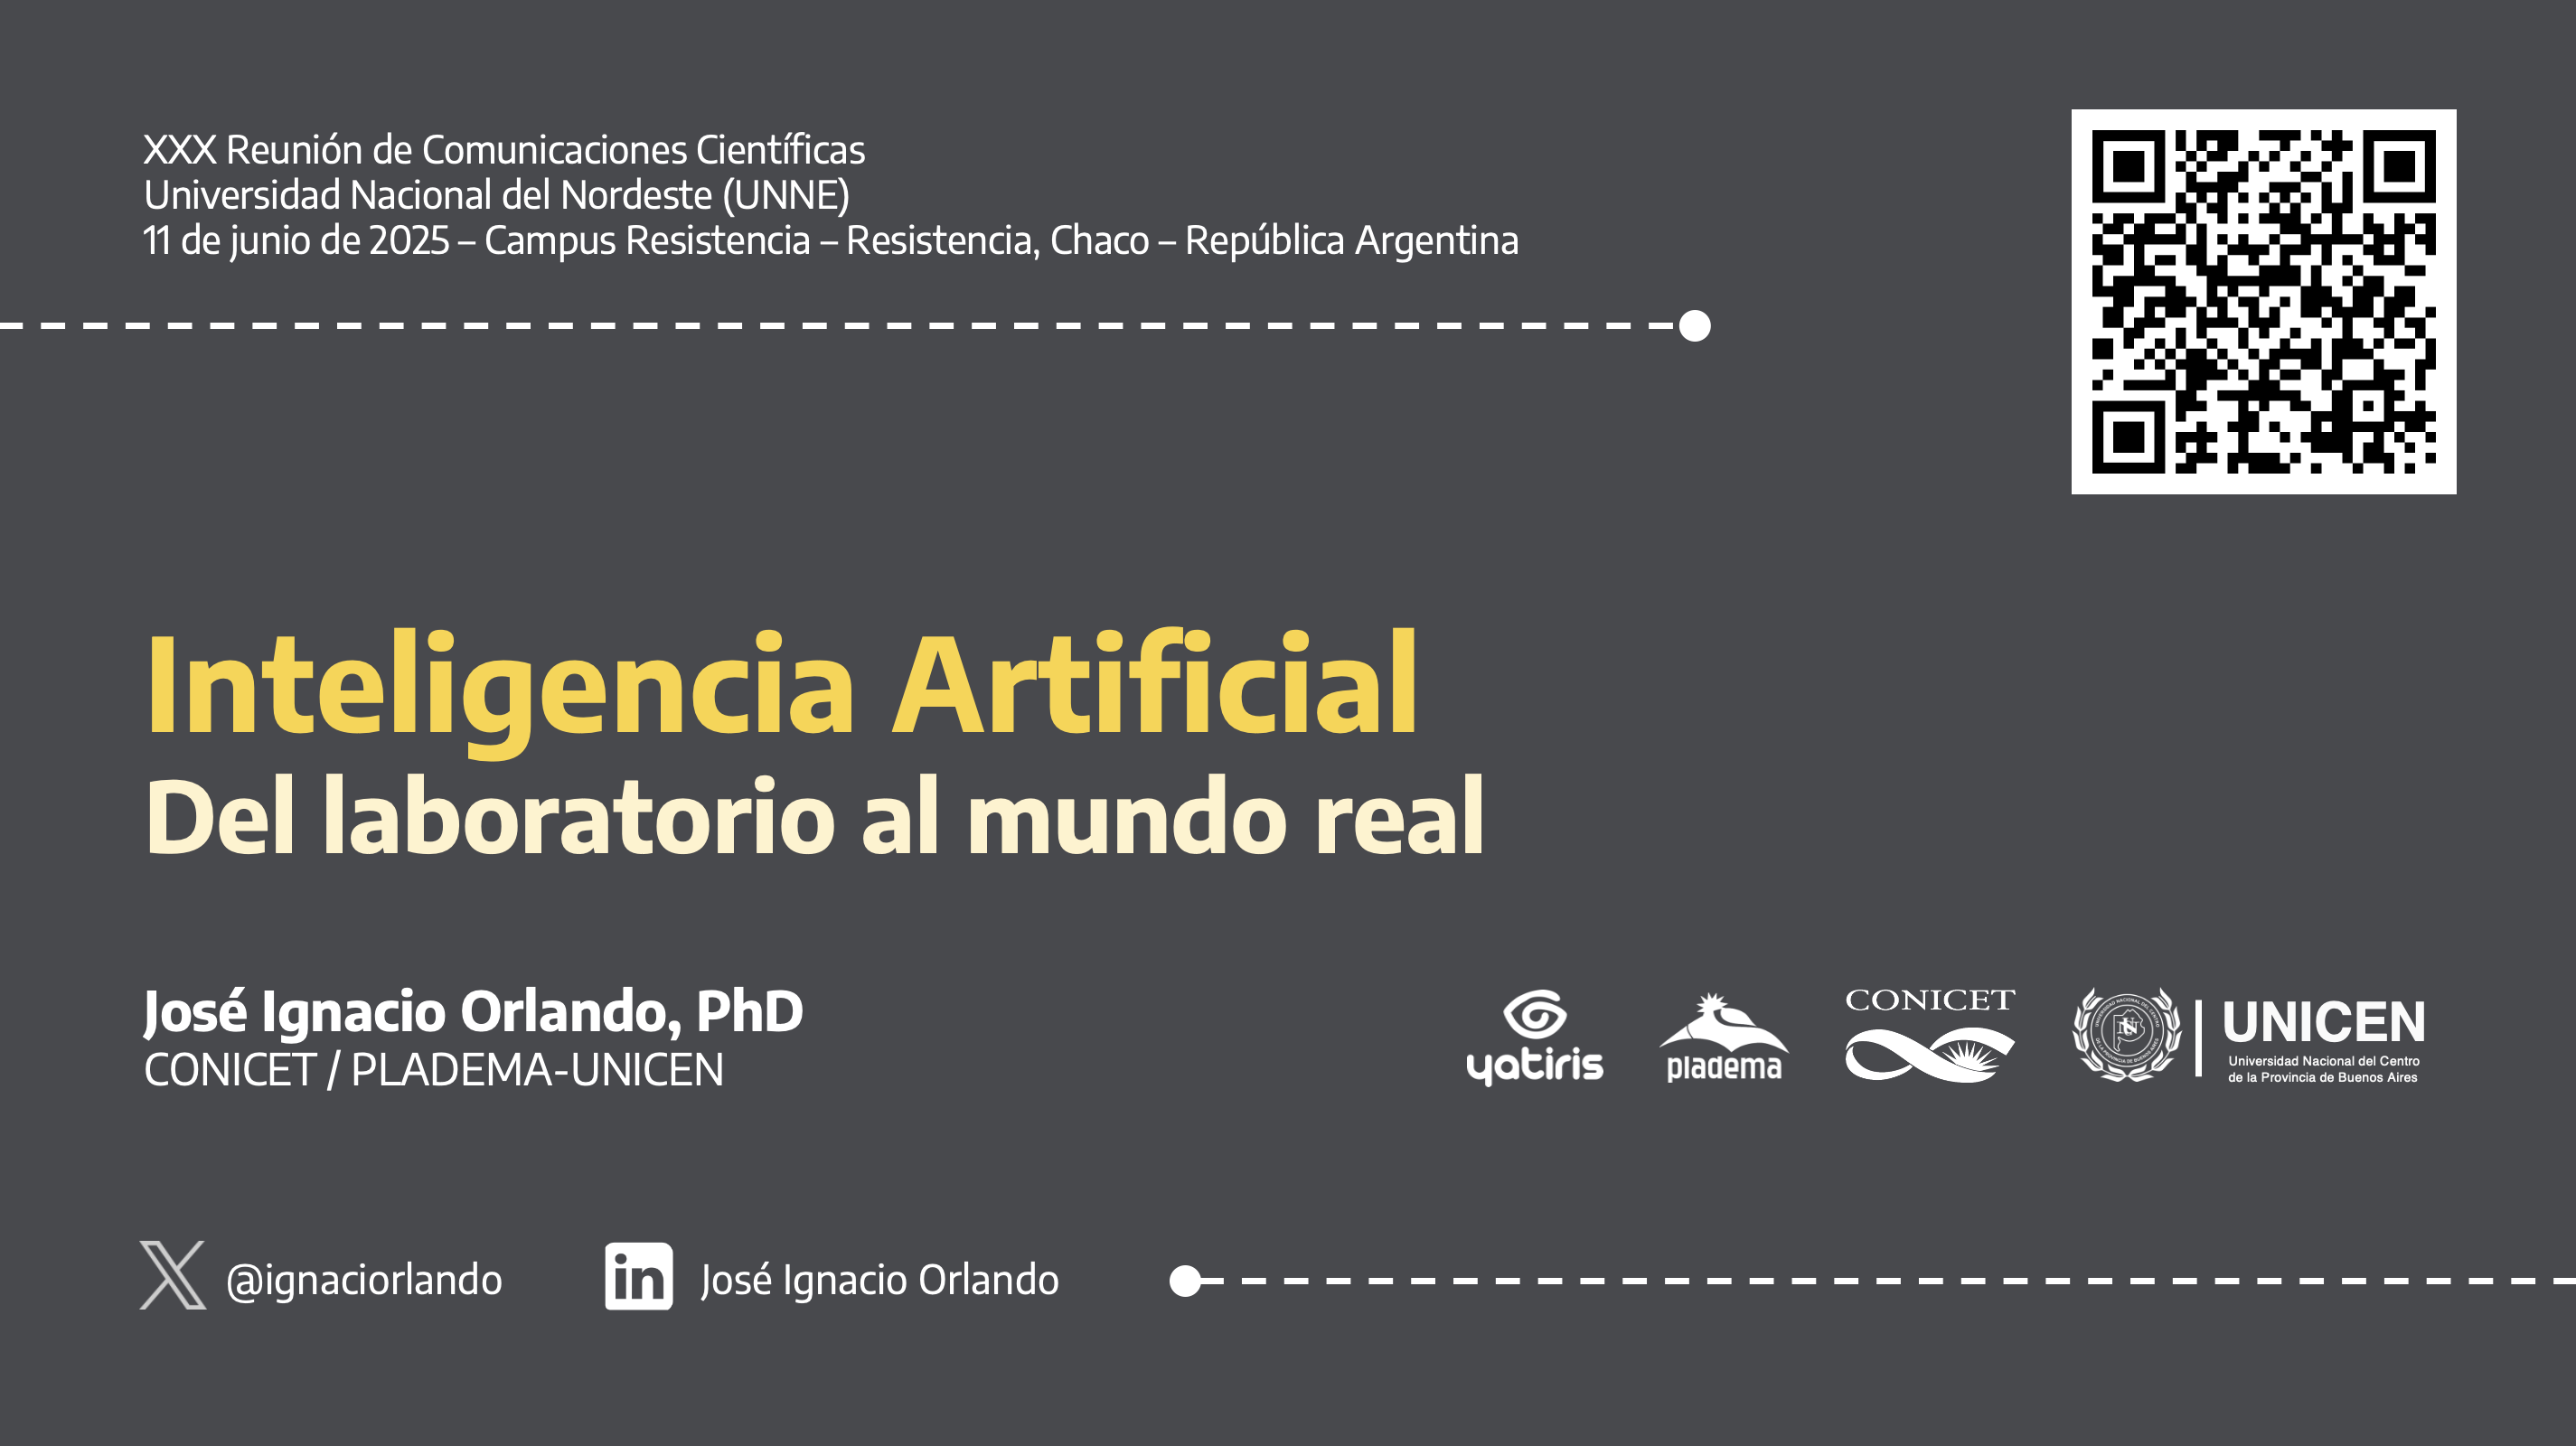 XXX Reunión de Comunicaciones Científicas
Universidad Nacional del Nordeste (UNNE)
11 de junio de 2025 – Campus Resistencia – Resistencia, Chaco – República Argentina
Inteligencia Artificial
Del laboratorio al mundo real
José Ignacio Orlando, PhD
CONICET / PLADEMA-UNICEN
yatiris
pladema
CONICET
UNICEN
Universidad Nacional del Centro
de la Provincia de Buenos Aires
@ignaciorlando
in
José Ignacio Orlando